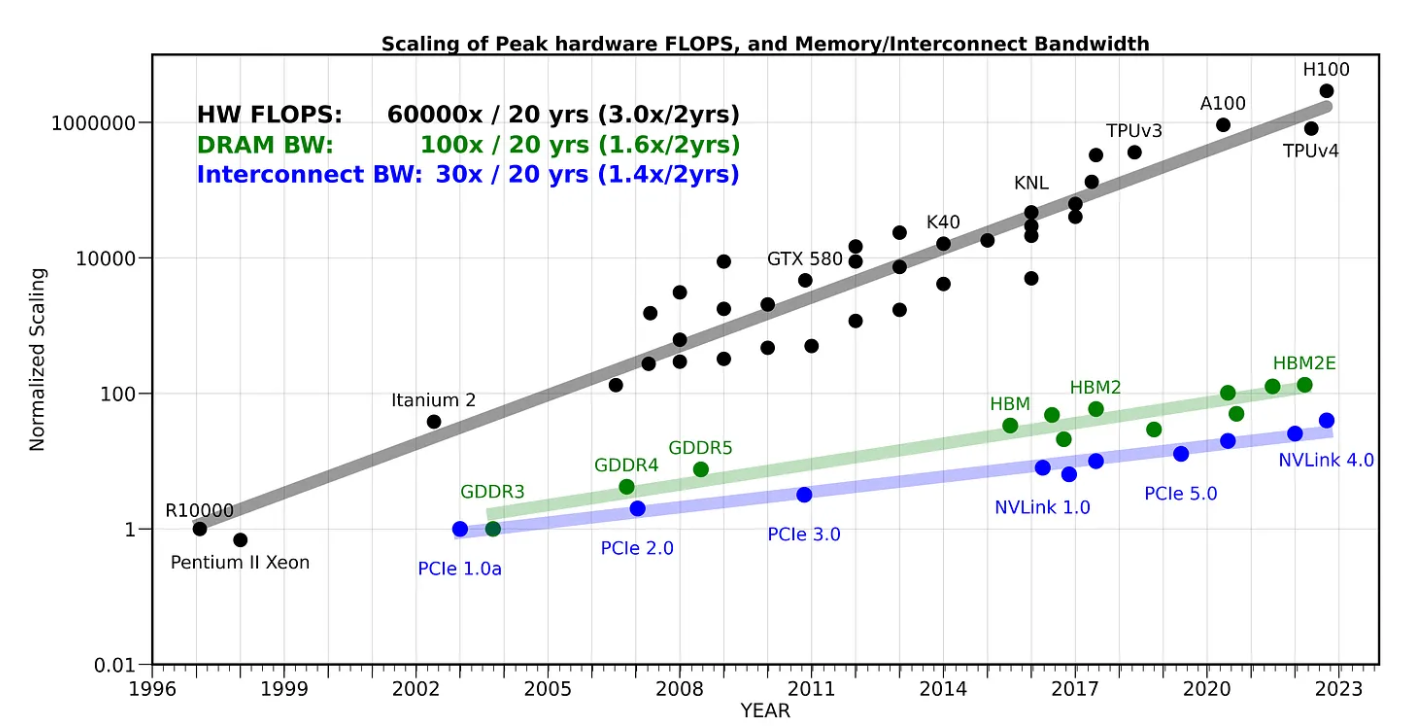 Scaling of Peak hardware FLOPS, and Memory/Interconnect Bandwidth
HW FLOPS: 60000x / 20 yrs (3.0x/2yrs)
DRAM BW: 100x / 20 yrs (1.6x/2yrs)
Interconnect BW: 30x / 20 yrs (1.4x/2yrs)
H100
A100
TPUv3
TPUv4
KNL
K40
GTX 580
Itanium 2
R10000
Pentium II Xeon
HBM2E
HBM2
HBM
GDDR5
GDDR4
GDDR3
NVLink 4.0
PCIe 5.0
NVLink 1.0
PCIe 3.0
PCIe 2.0
PCIe 1.0a
Normalized Scaling
1000000
10000
100
1
0.01
1996 1999 2002 2005 2008 2011 2014 2017 2020 2023
YEAR